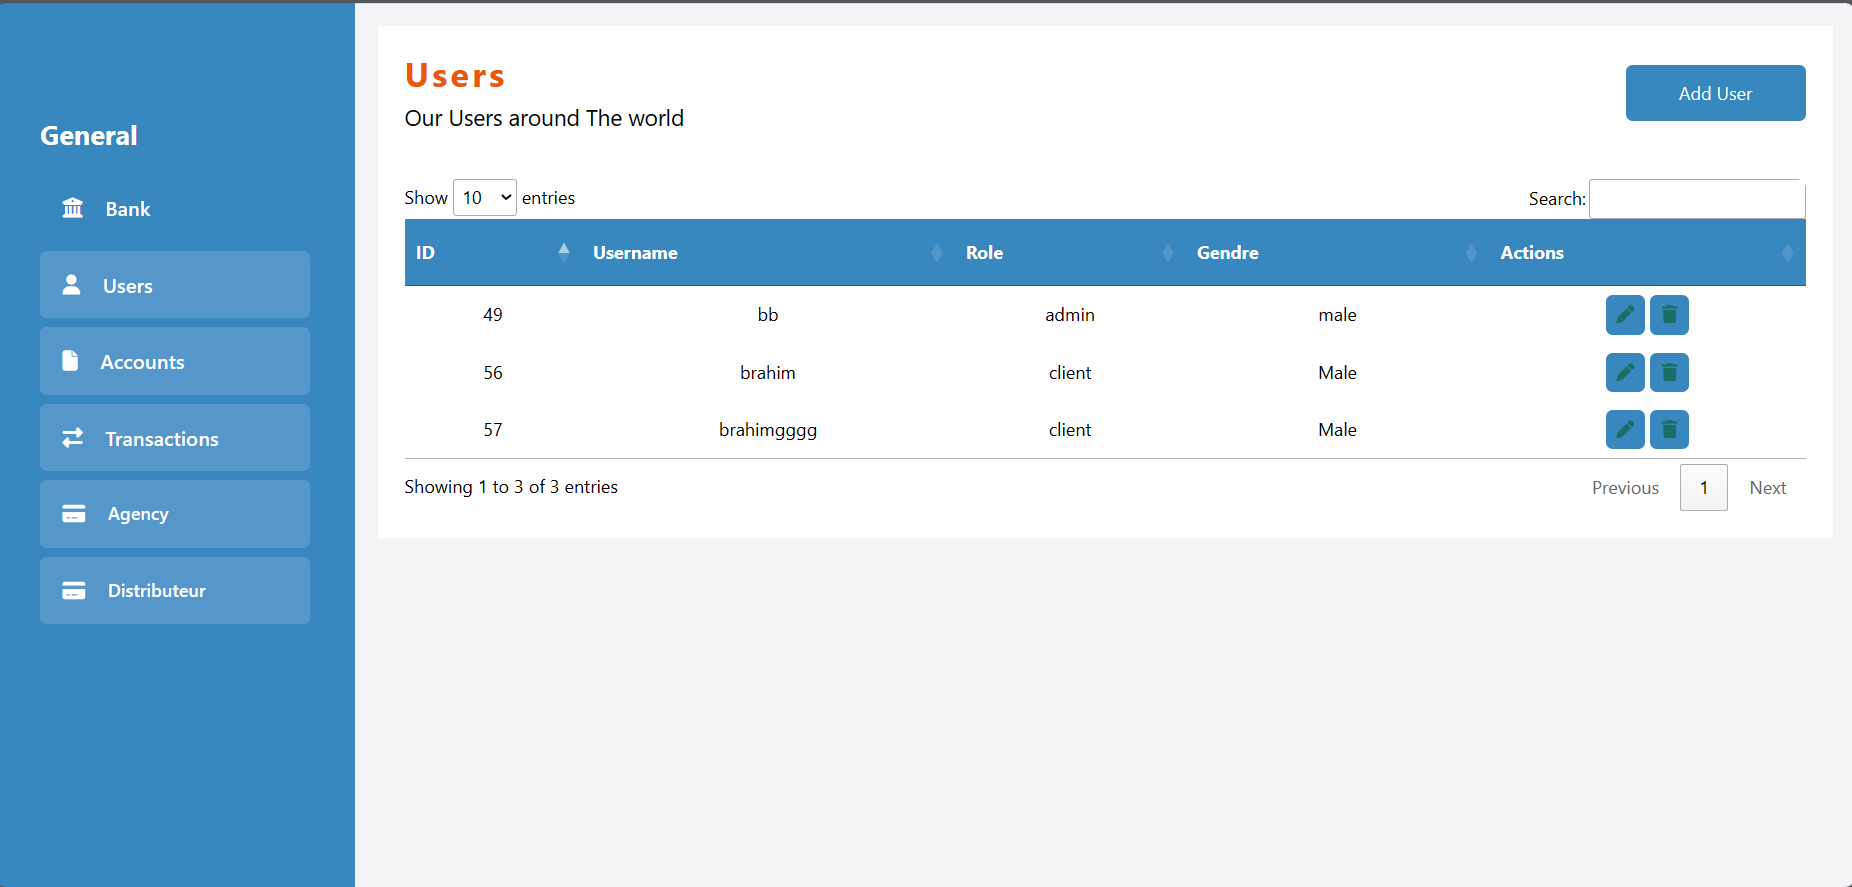 General
Bank
Users
Accounts
Transactions
Agency
Distributeur
Users
Our Users around The world
Add User
Show 10 entries
Search:
ID Username Role Gendre Actions
49 bb admin male
56 brahim client Male
57 brahimgggg client Male
Showing 1 to 3 of 3 entries
Previous 1 Next